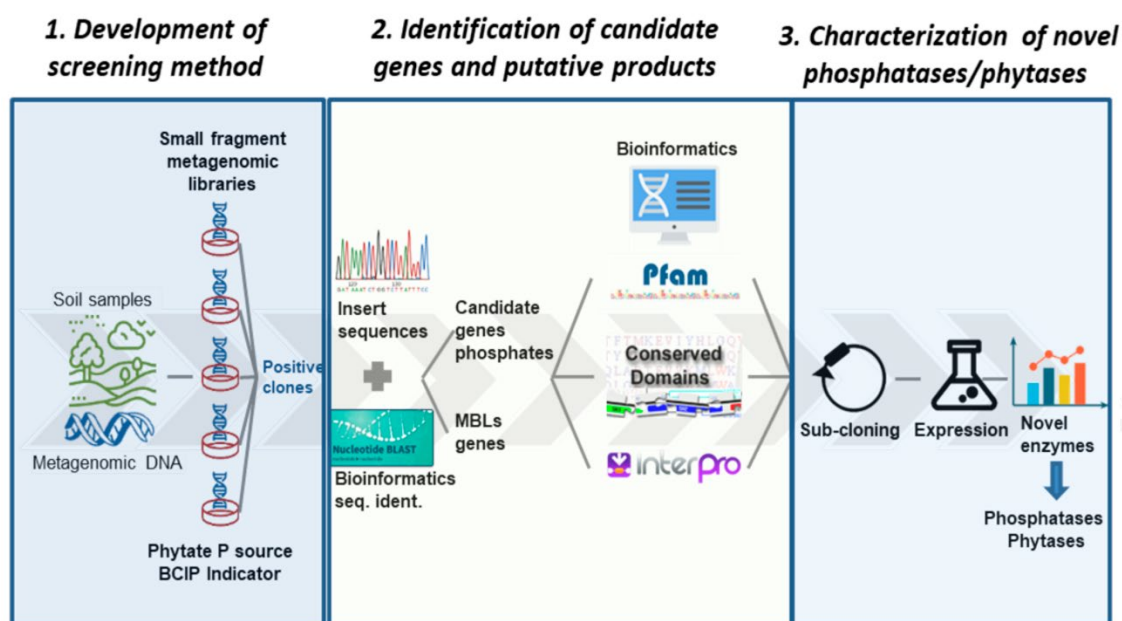 1. Development of
screening method
2. Identification of candidate
genes and putative products
3. Characterization of novel
phosphatases/phytases
Small fragment
metagenomic
libraries
Soil samples
Metagenomic DNA
Positive
clones
Phytate P source
BCIP Indicator
Insert
sequences
Nucleotide BLAST
Bioinformatics
seq. ident.
Candidate
genes
phosphates
MBLs
genes
Bioinformatics
Pfam
Conserved
Domains
InterPro
Sub-cloning
Expression
Novel
enzymes
Phosphatases
Phytases